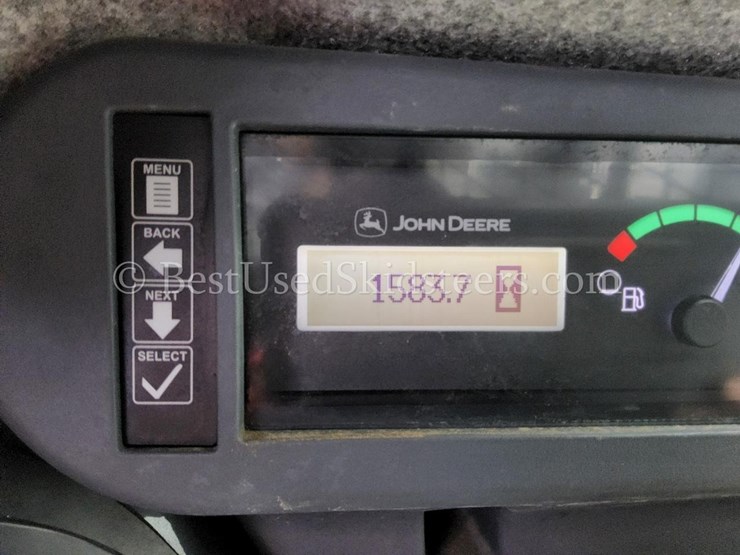 MENU
BACK
NEXT
SELECT
JOHN DEERE
1583.7
© BestUsedSkidsteers.com